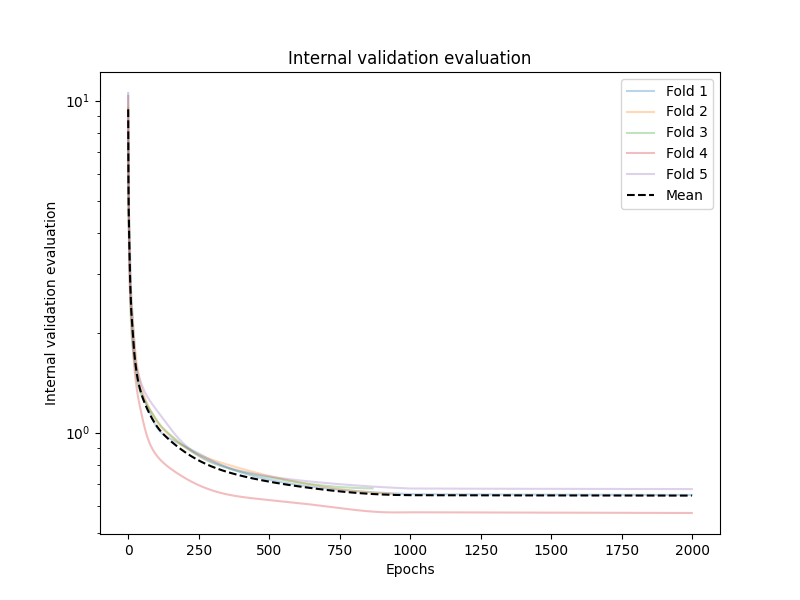 Internal validation evaluation
Fold 1
Fold 2
Fold 3
Fold 4
Fold 5
Mean
10¹
10⁰
Internal validation evaluation
0 250 500 750 1000 1250 1500 1750 2000
Epochs